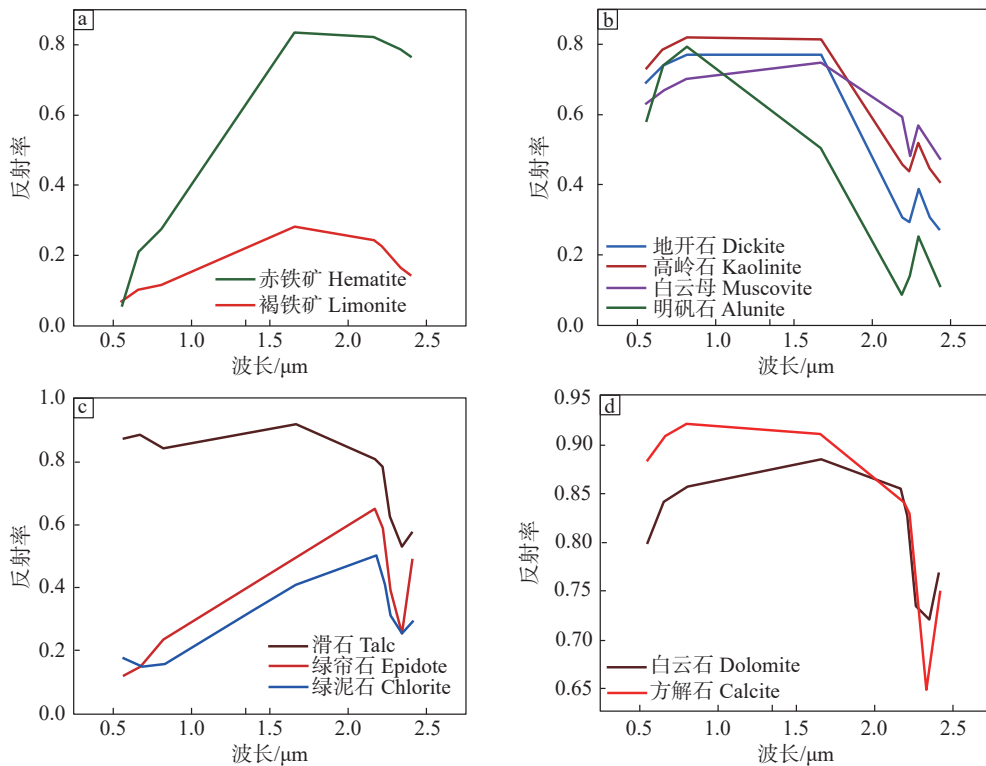 a
反射率
0.8
0.6
0.4
0.2
0.0
赤铁矿 Hematite
褐铁矿 Limonite
0.5 1.0 1.5 2.0 2.5
波长/μm
b
反射率
0.8
0.6
0.4
0.2
0.0
地开石 Dickite
高岭石 Kaolinite
白云母 Muscovite
明矾石 Alunite
0.5 1.0 1.5 2.0 2.5
波长/μm
c
反射率
1.0
0.8
0.6
0.4
0.2
0.0
滑石 Talc
绿帘石 Epidote
绿泥石 Chlorite
0.5 1.0 1.5 2.0 2.5
波长/μm
d
反射率
0.95
0.90
0.85
0.80
0.75
0.70
0.65
白云石 Dolomite
方解石 Calcite
0.5 1.0 1.5 2.0 2.5
波长/μm